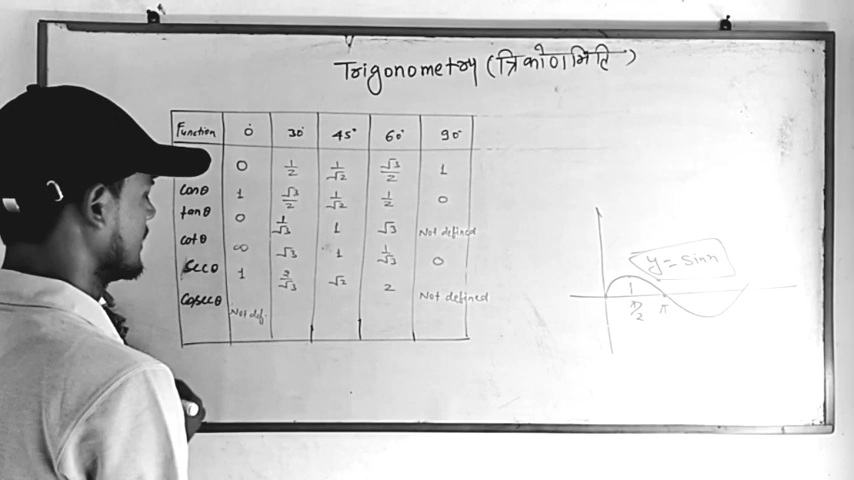 Trigonometry (त्रिकोणमिति)
Function 0° 30° 45° 60° 90°
0 1/2 1/√2 √3/2 1
cosθ 1 √3/2 1/√2 1/2 0
tanθ 0 1/√3 1 √3 Not defined
cotθ ∞ √3 1 1/√3 0
secθ 1 2/√3 √2 2 Not defined
Cosecθ Not def.
y = sinx
1
π/2 π